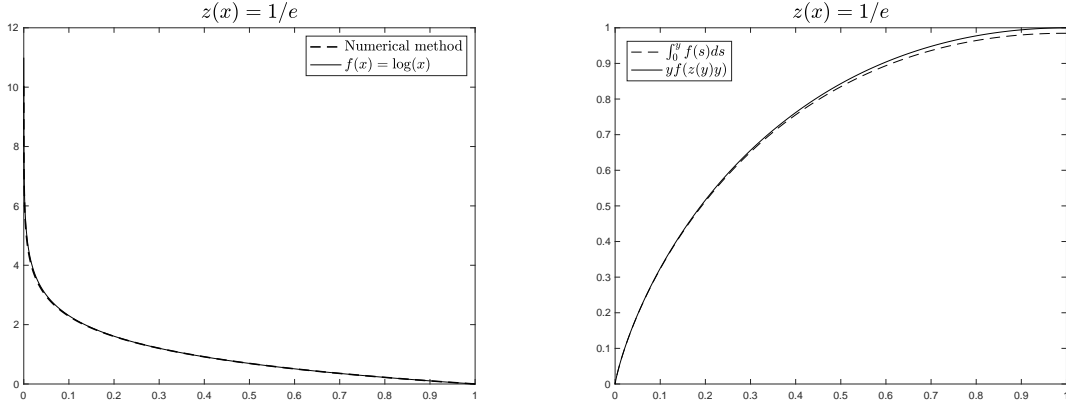 z(x) = 1/e
12
10
8
6
4
2
0
0 0.1 0.2 0.3 0.4 0.5 0.6 0.7 0.8 0.9 1
Numerical method
f(x) = log(x)
z(x) = 1/e
1
0.9
0.8
0.7
0.6
0.5
0.4
0.3
0.2
0.1
0
0 0.1 0.2 0.3 0.4 0.5 0.6 0.7 0.8 0.9 1
∫₀ʸ f(s)ds
yf(z(y)y)